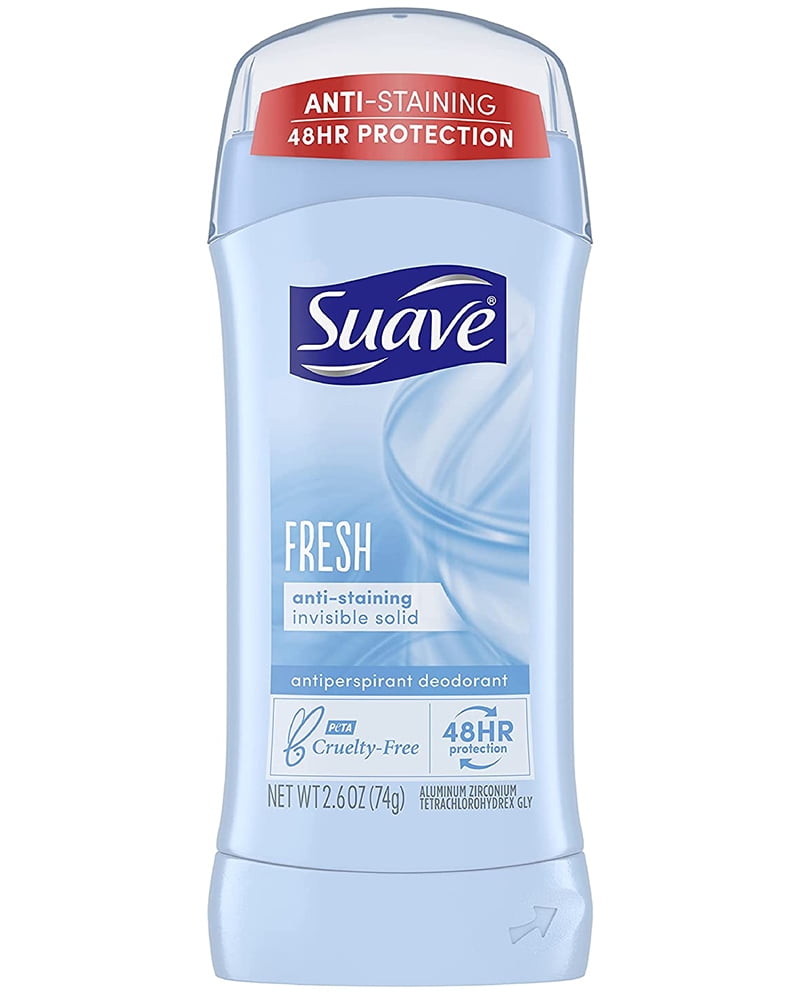 ANTI-STAINING
48HR PROTECTION
Suave®
FRESH
anti-staining
invisible solid
antiperspirant deodorant
PETA
Cruelty-Free
48HR
protection
NET WT 2.6 OZ (74g)
ALUMINUM ZIRCONIUM
TETRACHLOROHYDREX GLY